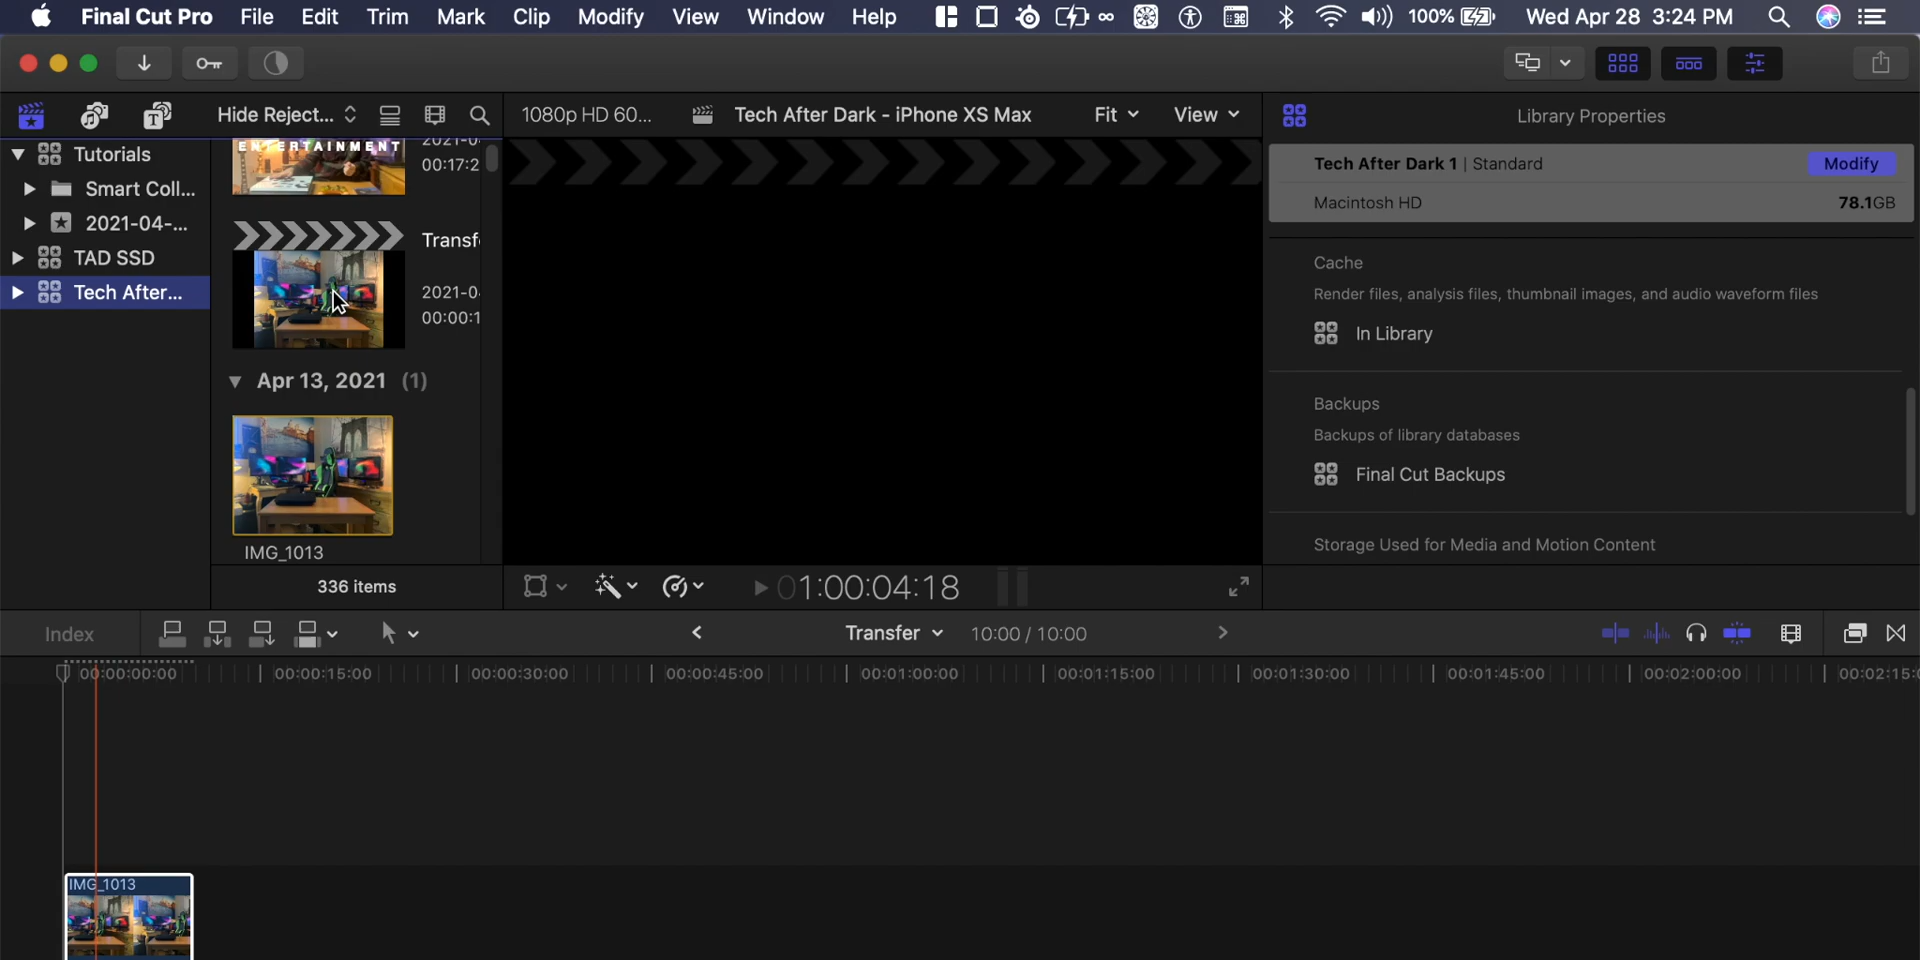 Final Cut Pro File Edit Trim Mark Clip Modify View Window Help 100% Wed Apr 28 3:24 PM
Hide Reject... 1080p HD 60... Tech After Dark - iPhone XS Max Fit View Library Properties
Tutorials
Smart Coll...
2021-04-...
TAD SSD
Tech After...
ENTERTAINMENT
00:17:2
Transf
2021-0
00:00:1
Apr 13, 2021 (1)
IMG_1013
336 items
01:00:04:18
Tech After Dark 1 | Standard Modify
Macintosh HD 78.1GB
Cache
Render files, analysis files, thumbnail images, and audio waveform files
In Library
Backups
Backups of library databases
Final Cut Backups
Storage Used for Media and Motion Content
Index Transfer 10:00 / 10:00
00:00:00:00 00:00:15:00 00:00:30:00 00:00:45:00 00:01:00:00 00:01:15:00 00:01:30:00 00:01:45:00 00:02:00:00 00:02:15:0
IMG_1013